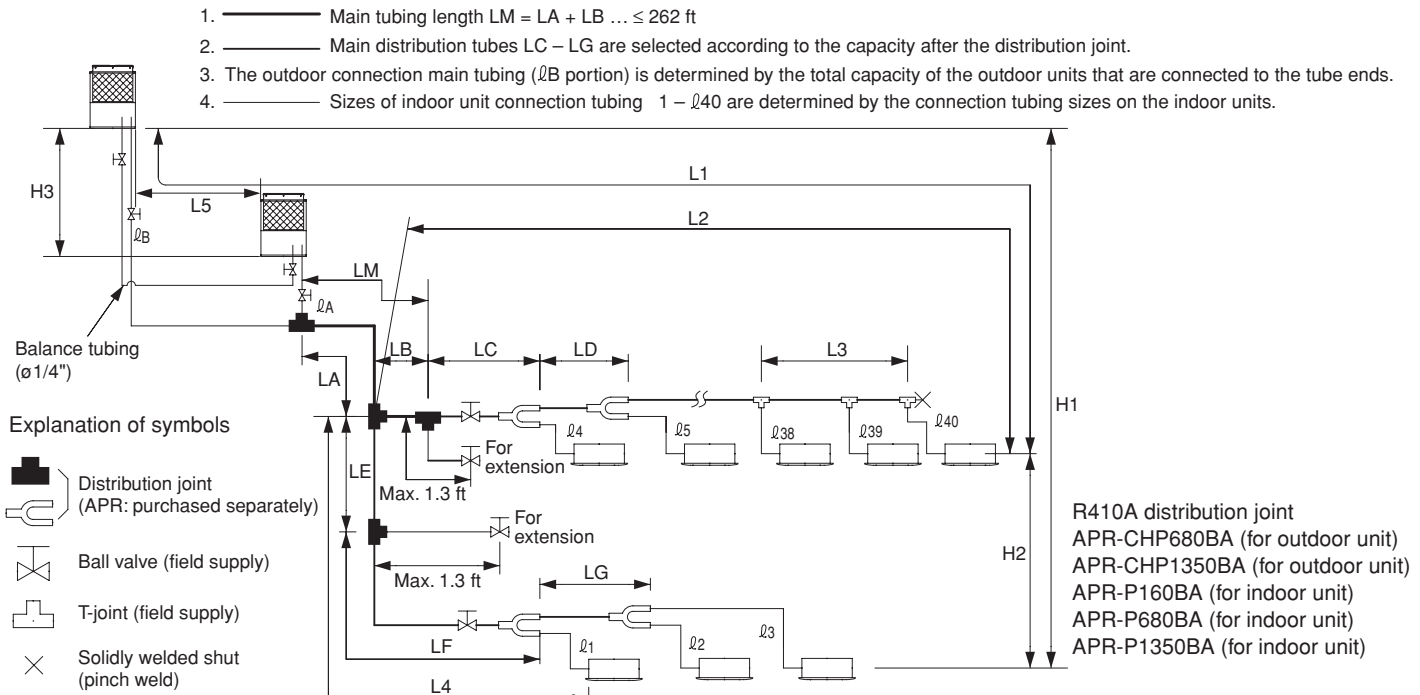 1. Main tubing length LM = LA + LB … ≤ 262 ft
2. Main distribution tubes LC – LG are selected according to the capacity after the distribution joint.
3. The outdoor connection main tubing (ℓB portion) is determined by the total capacity of the outdoor units that are connected to the tube ends.
4. Sizes of indoor unit connection tubing 1 – ℓ40 are determined by the connection tubing sizes on the indoor units.
L1
H3
L5
L2
ℓB
LM
ℓA
Balance tubing
(ø1/4")
LA
LB
LC
LD
L3
H1
Explanation of symbols
Distribution joint
(APR: purchased separately)
Ball valve (field supply)
T-joint (field supply)
Solidly welded shut
(pinch weld)
ℓ4
ℓ5
ℓ38
ℓ39
ℓ40
For
extension
Max. 1.3 ft
LE
For
extension
Max. 1.3 ft
H2
LG
ℓ1
ℓ2
ℓ3
LF
L4
R410A distribution joint
APR-CHP680BA (for outdoor unit)
APR-CHP1350BA (for outdoor unit)
APR-P160BA (for indoor unit)
APR-P680BA (for indoor unit)
APR-P1350BA (for indoor unit)